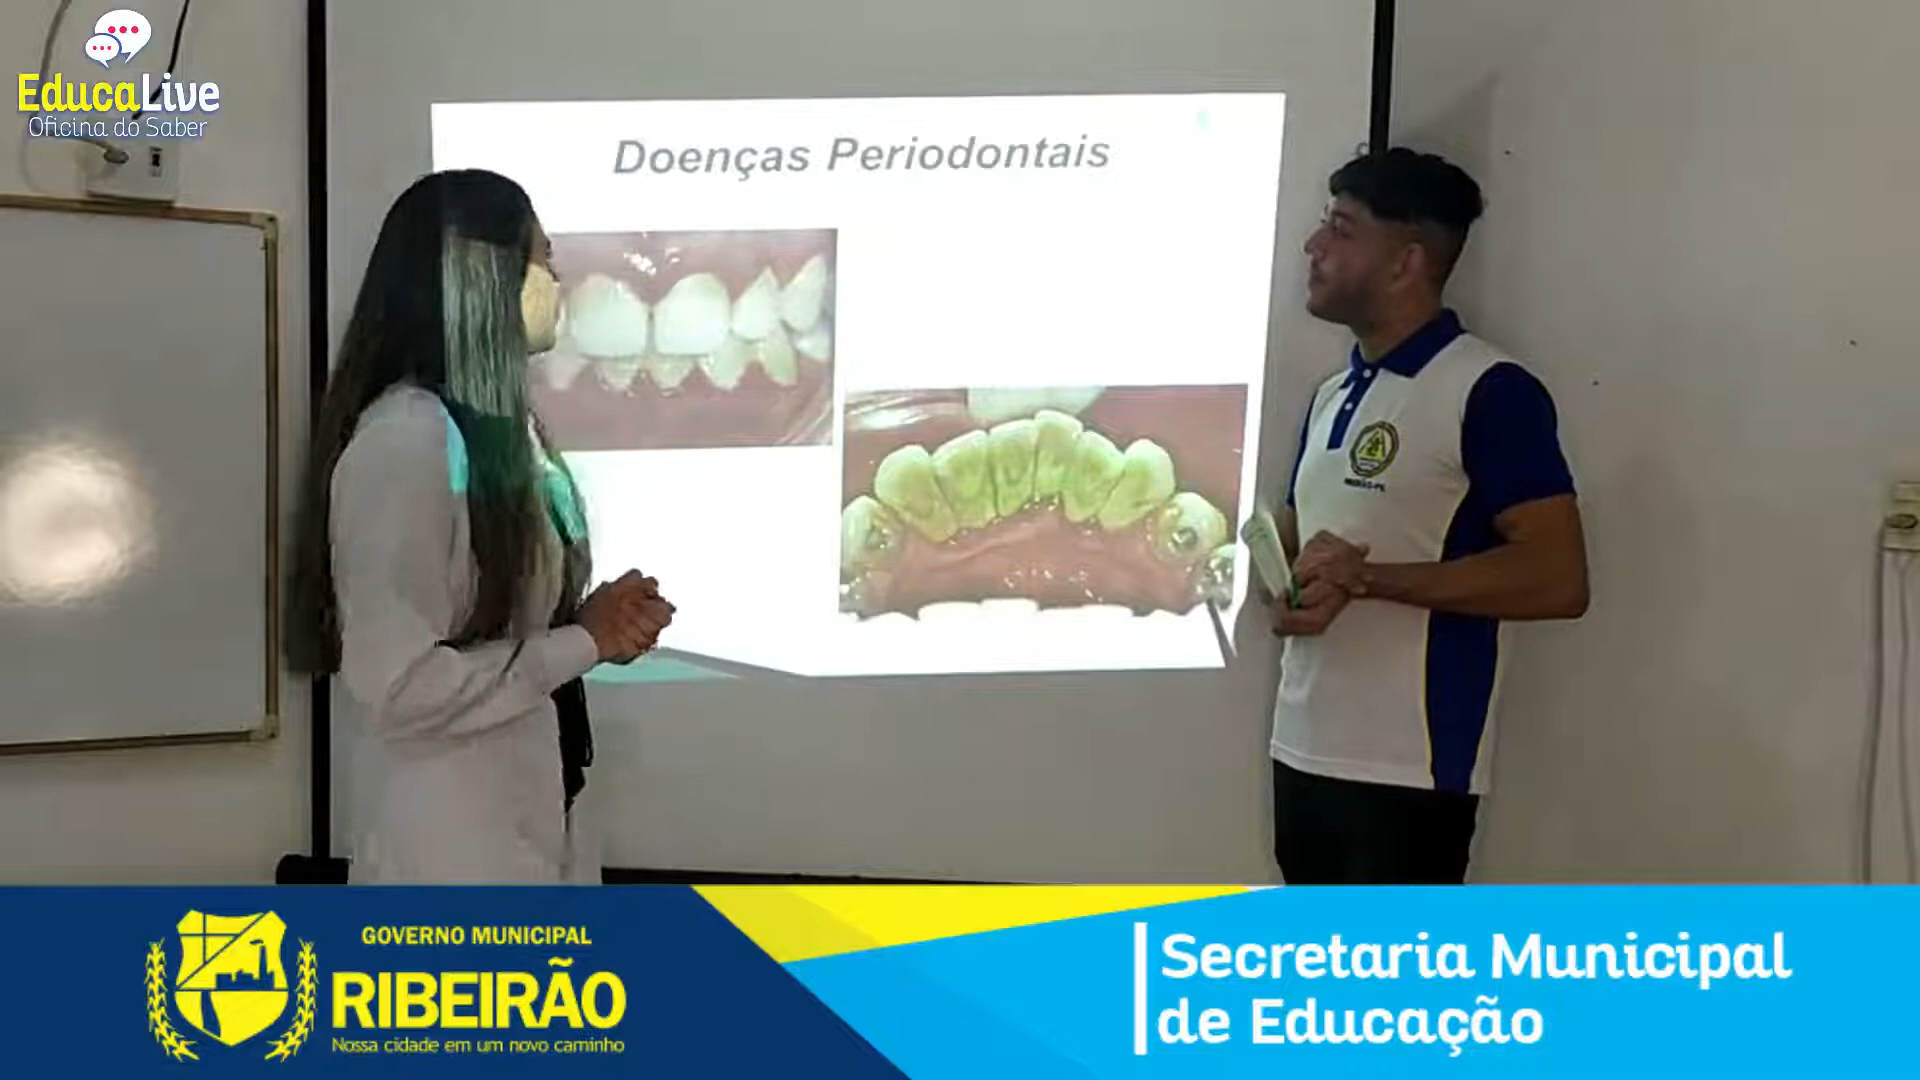 EducaLive
Oficina do Saber
Doenças Periodontais
GOVERNO MUNICIPAL
RIBEIRÃO
Nossa cidade em um novo caminho
Secretaria Municipal
de Educação